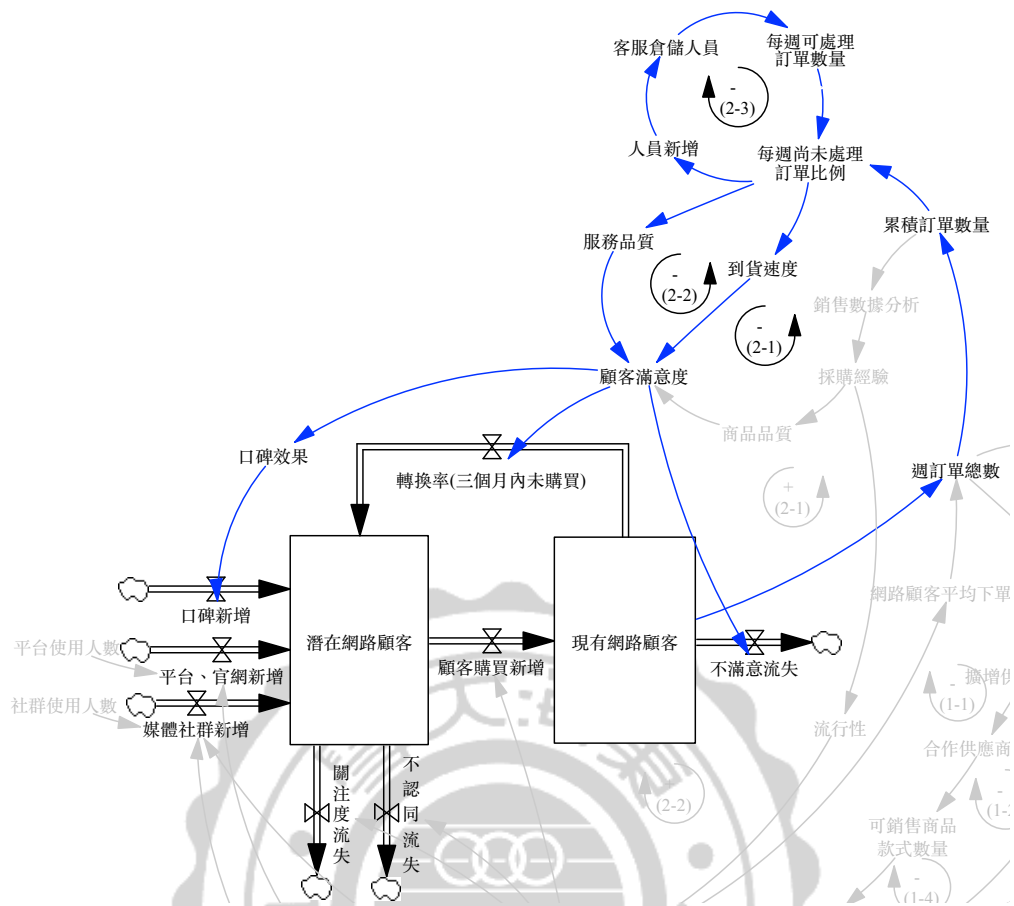 客服倉儲人員
每週可處理
訂單數量
-
(2-3)
人員新增
每週尚未處理
訂單比例
累積訂單數量
服務品質
-
(2-2)
到貨速度
-
(2-1)
銷售數據分析
顧客滿意度
採購經驗
商品品質
口碑效果
週訂單總數
轉換率(三個月內未購買)
+
(2-1)
口碑新增
網路顧客平均下單
平台使用人數
平台、官網新增
潛在網路顧客
顧客購買新增
現有網路顧客
不滿意流失
社群使用人數
媒體社群新增
-
(1-1)
擴增供
流行性
合作供應商
關注度流失
不認同流失
+
(2-2)
-
-
可銷售商品
款式數量
-
(1-4)